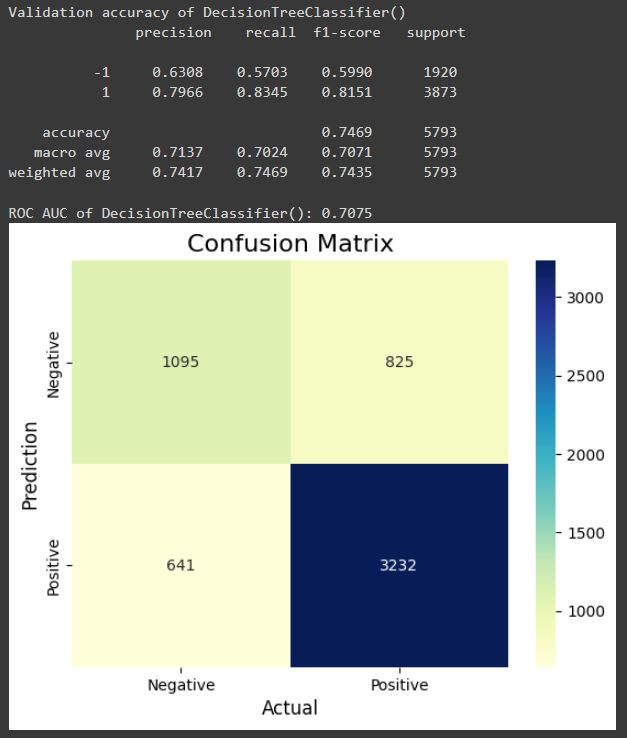 Validation accuracy of DecisionTreeClassifier()
precision recall f1-score support
-1 0.6308 0.5703 0.5990 1920
1 0.7966 0.8345 0.8151 3873
accuracy 0.7469 5793
macro avg 0.7137 0.7024 0.7071 5793
weighted avg 0.7417 0.7469 0.7435 5793
ROC AUC of DecisionTreeClassifier(): 0.7075
Confusion Matrix
Prediction
Negative
1095 825
Positive
641 3232
Negative Positive
Actual
3000
2500
2000
1500
1000